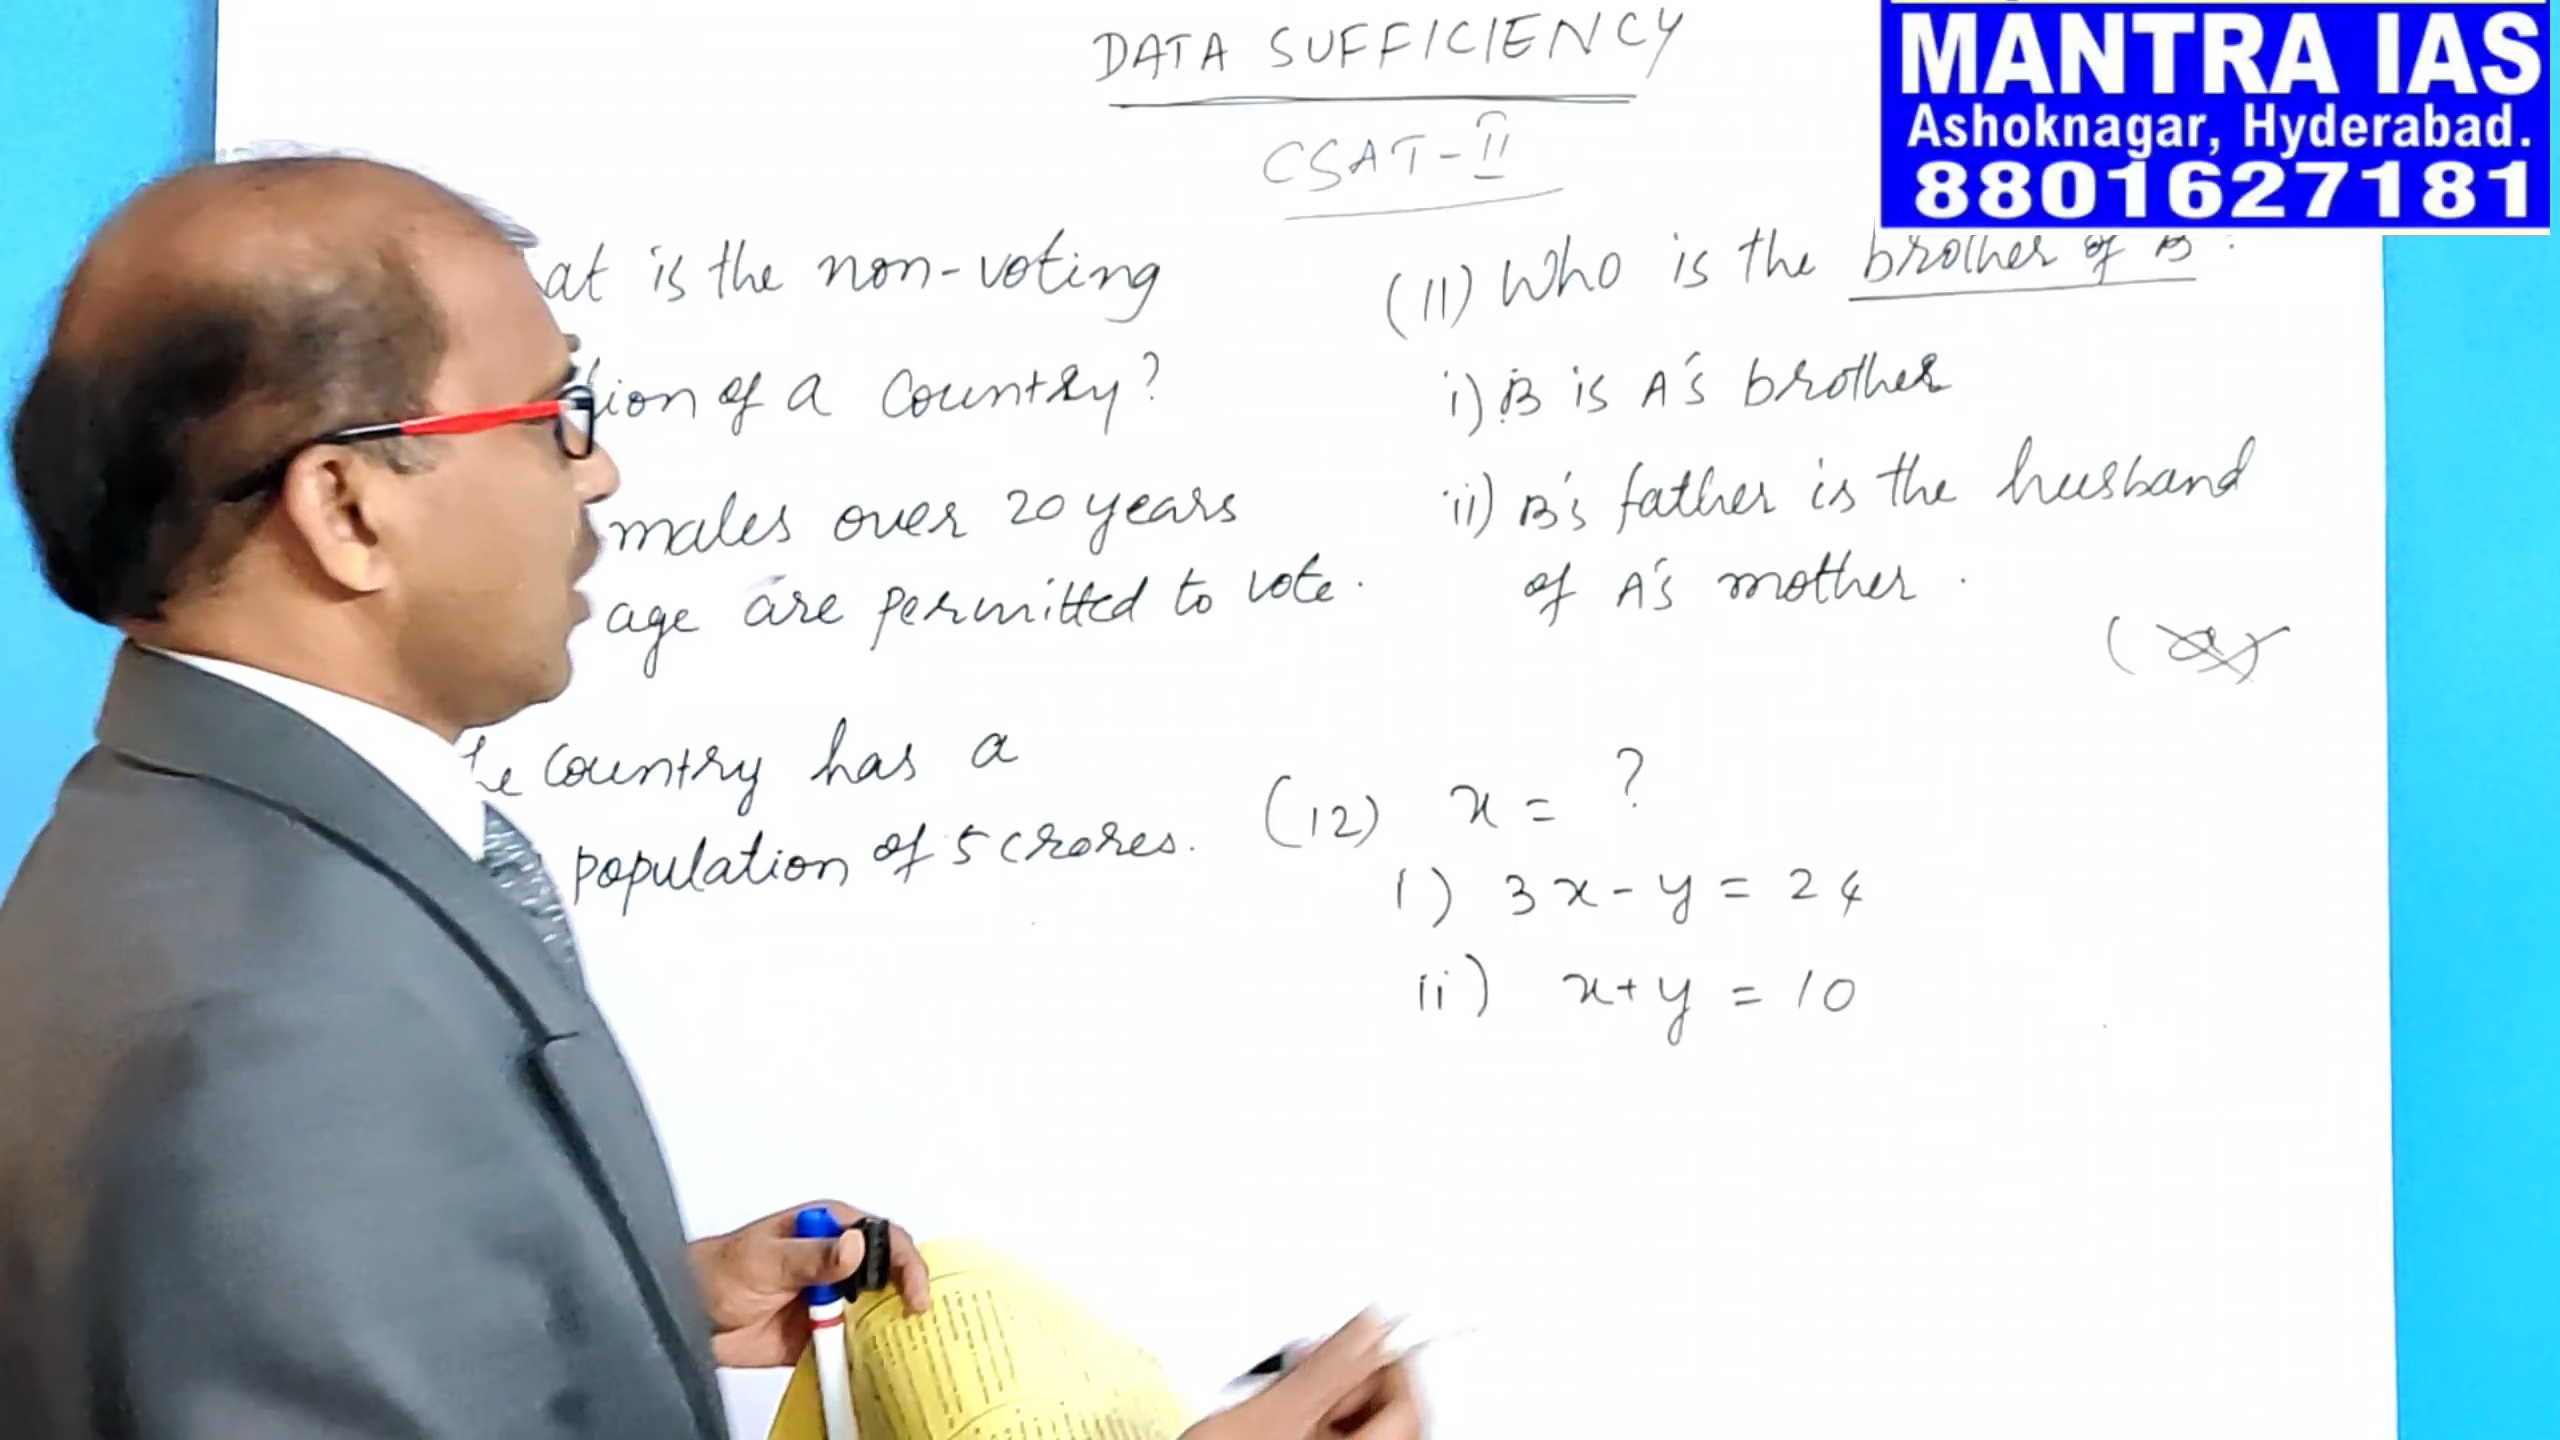 DATA SUFFICIENCY
CSAT-II
MANTRA IAS
Ashoknagar, Hyderabad.
8801627181
is the non-voting
of a Country?
males over 20 years
age are permitted to vote.
country has a
population of 5 crores.
(11) Who is the brother of B?
i) B is A's brother
ii) B's father is the husband
of A's mother.
(12) x = ?
i) 3x - y = 24
ii) x + y = 10